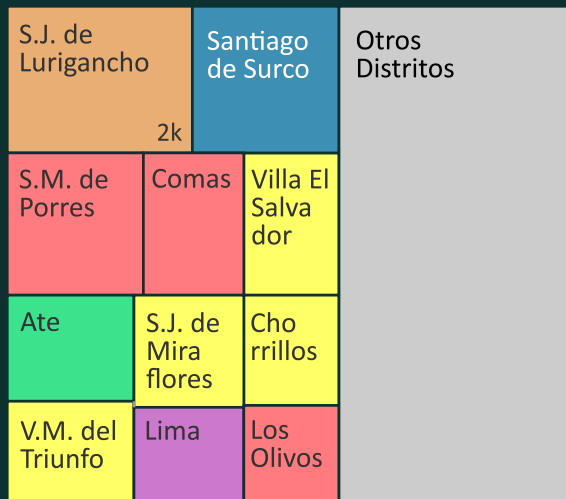 S.J. de
Lurigancho
2k
Santiago
de Surco
Otros
Distritos
S.M. de
Porres
Comas
Villa El
Salva
dor
Ate
S.J. de
Mira
flores
Cho
rrillos
V.M. del
Triunfo
Lima
Los
Olivos